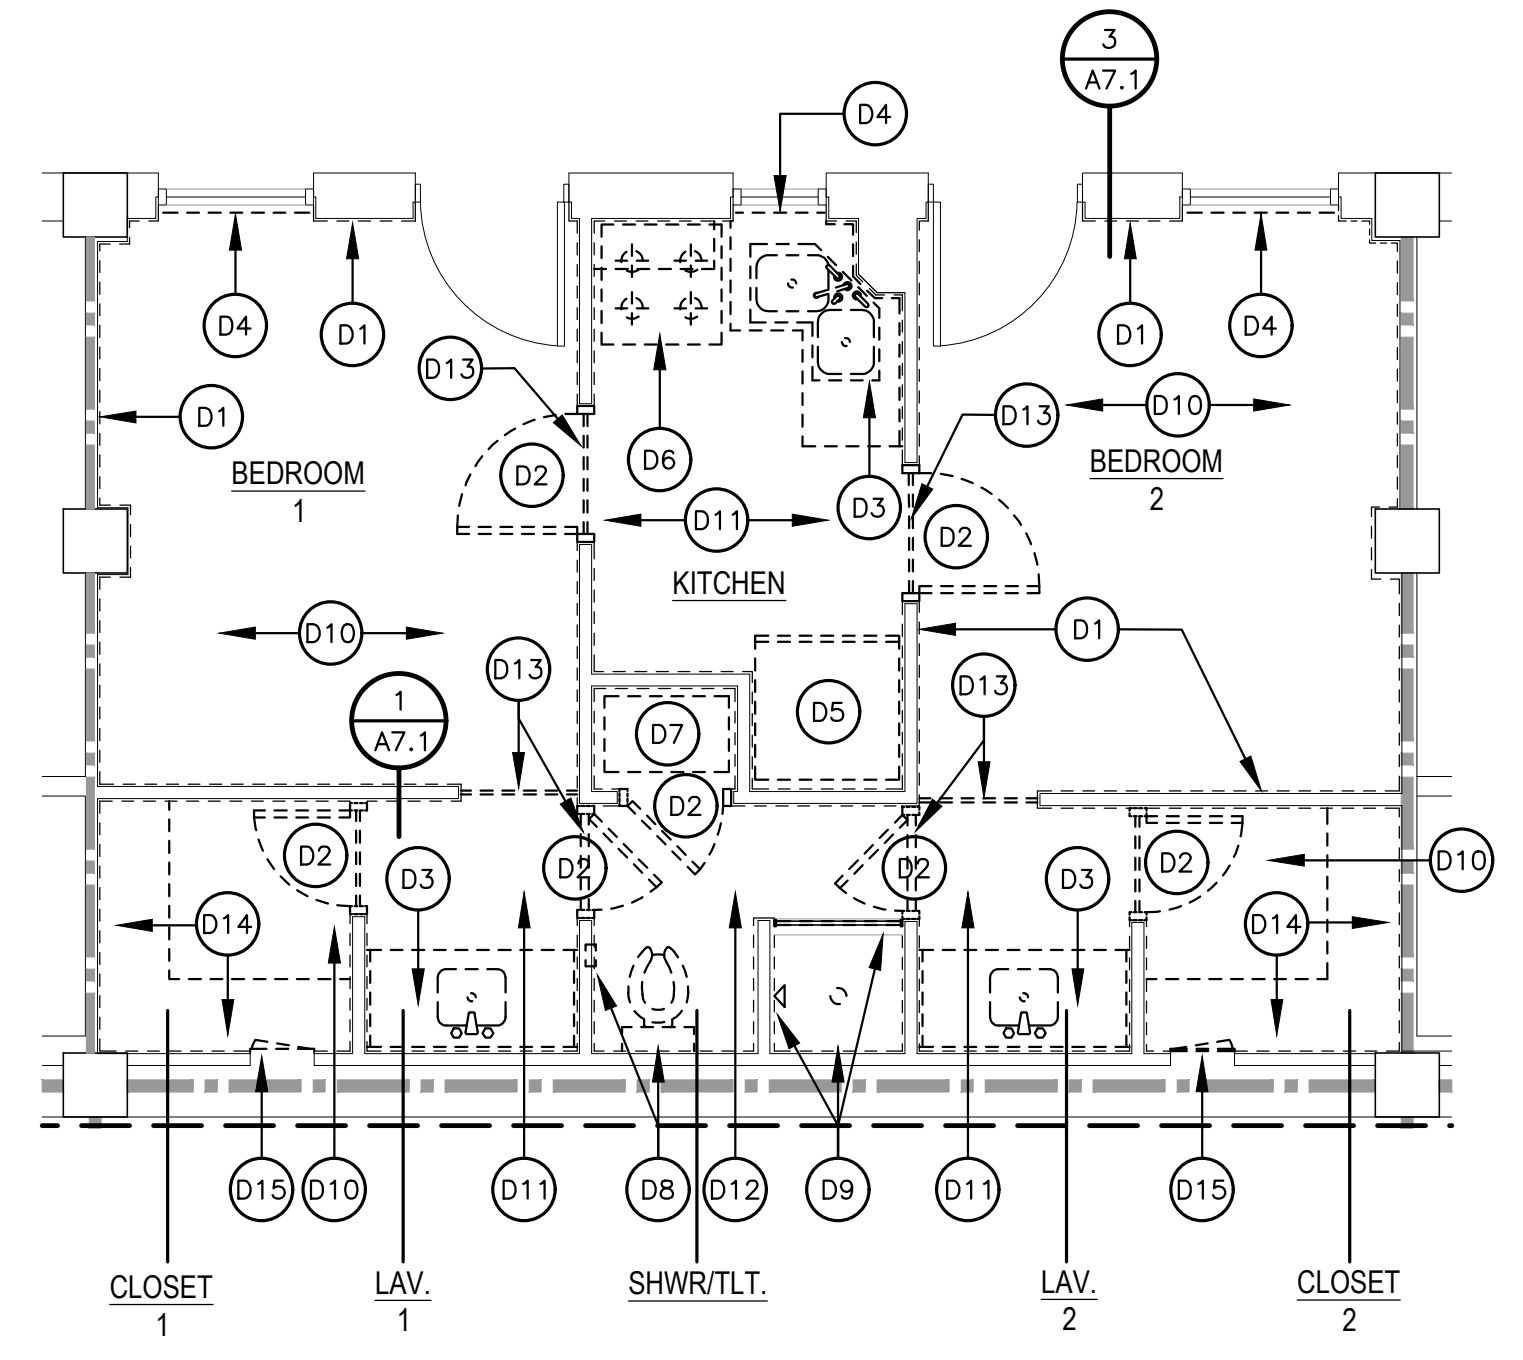 3
A7.1
D4
D4
D1
D1
D4
D13
D1
D10
D13
D6
BEDROOM
1
D2
BEDROOM
2
D3
D11
D2
KITCHEN
D10
D1
D13
D13
1
A7.1
D7
D5
D2
D2
D3
D2
D2
D3
D2
D10
D14
D14
D15
D10
D11
D8
D12
D9
D11
D15
CLOSET
1
LAV.
1
SHWR/TLT.
LAV.
2
CLOSET
2